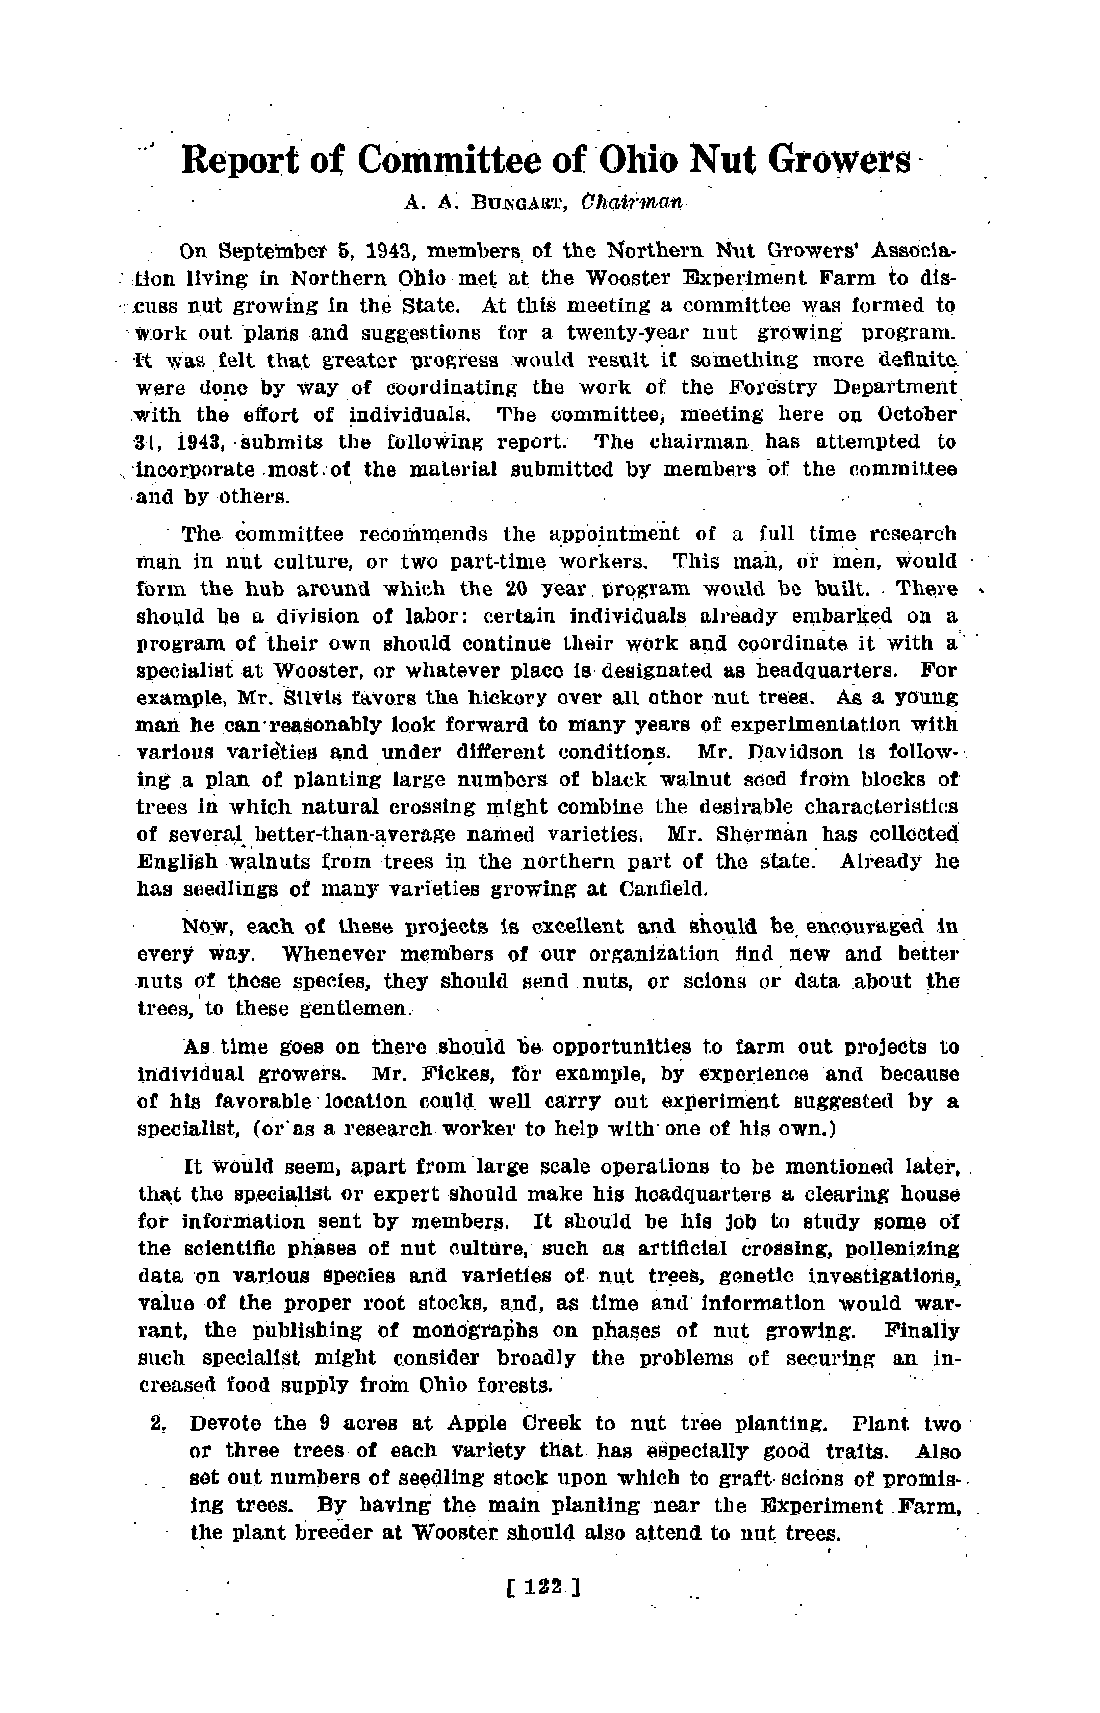 Report of Committee of Ohio Nut Growers
A. A. BUNGART, Chairman
On September 5, 1943, members of the Northern Nut Growers' Associa-
tion living in Northern Ohio met at the Wooster Experiment Farm to dis-
cuss nut growing in the State. At this meeting a committee was formed to
work out plans and suggestions for a twenty-year nut growing program.
It was felt that greater progress would result if something more definite
were done by way of coordinating the work of the Forestry Department
with the effort of individuals. The committee, meeting here on October
31, 1943, submits the following report. The chairman has attempted to
incorporate most of the material submitted by members of the committee
and by others.
The committee recommends the appointment of a full time research
man in nut culture, or two part-time workers. This man, or men, would
form the hub around which the 20 year program would be built. There
should be a division of labor: certain individuals already embarked on a
program of their own should continue their work and coordinate it with a
specialist at Wooster, or whatever place is designated as headquarters. For
example, Mr. Silvis favors the hickory over all other nut trees. As a young
man he can reasonably look forward to many years of experimentation with
various varieties and under different conditions. Mr. Davidson is follow-
ing a plan of planting large numbers of black walnut seed from blocks of
trees in which natural crossing might combine the desirable characteristics
of several better-than-average named varieties. Mr. Sherman has collected
English walnuts from trees in the northern part of the state. Already he
has seedlings of many varieties growing at Canfield.
Now, each of these projects is excellent and should be encouraged in
every way. Whenever members of our organization find new and better
nuts of these species, they should send nuts, or scions or data about the
trees, to these gentlemen.
As time goes on there should be opportunities to farm out projects to
individual growers. Mr. Fickes, for example, by experience and because
of his favorable location could well carry out experiment suggested by a
specialist, (or as a research worker to help with one of his own.)
It would seem, apart from large scale operations to be mentioned later,
that the specialist or expert should make his headquarters a clearing house
for information sent by members. It should be his job to study some of
the scientific phases of nut culture, such as artificial crossing, pollenizing
data on various species and varieties of nut trees, genetic investigations,
value of the proper root stocks, and, as time and information would war-
rant, the publishing of monographs on phases of nut growing. Finally
such specialist might consider broadly the problems of securing an in-
creased food supply from Ohio forests.
2. Devote the 9 acres at Apple Creek to nut tree planting. Plant two
or three trees of each variety that has especially good traits. Also
set out numbers of seedling stock upon which to graft scions of promis-
ing trees. By having the main planting near the Experiment Farm,
the plant breeder at Wooster should also attend to nut trees.
[ 122 ]